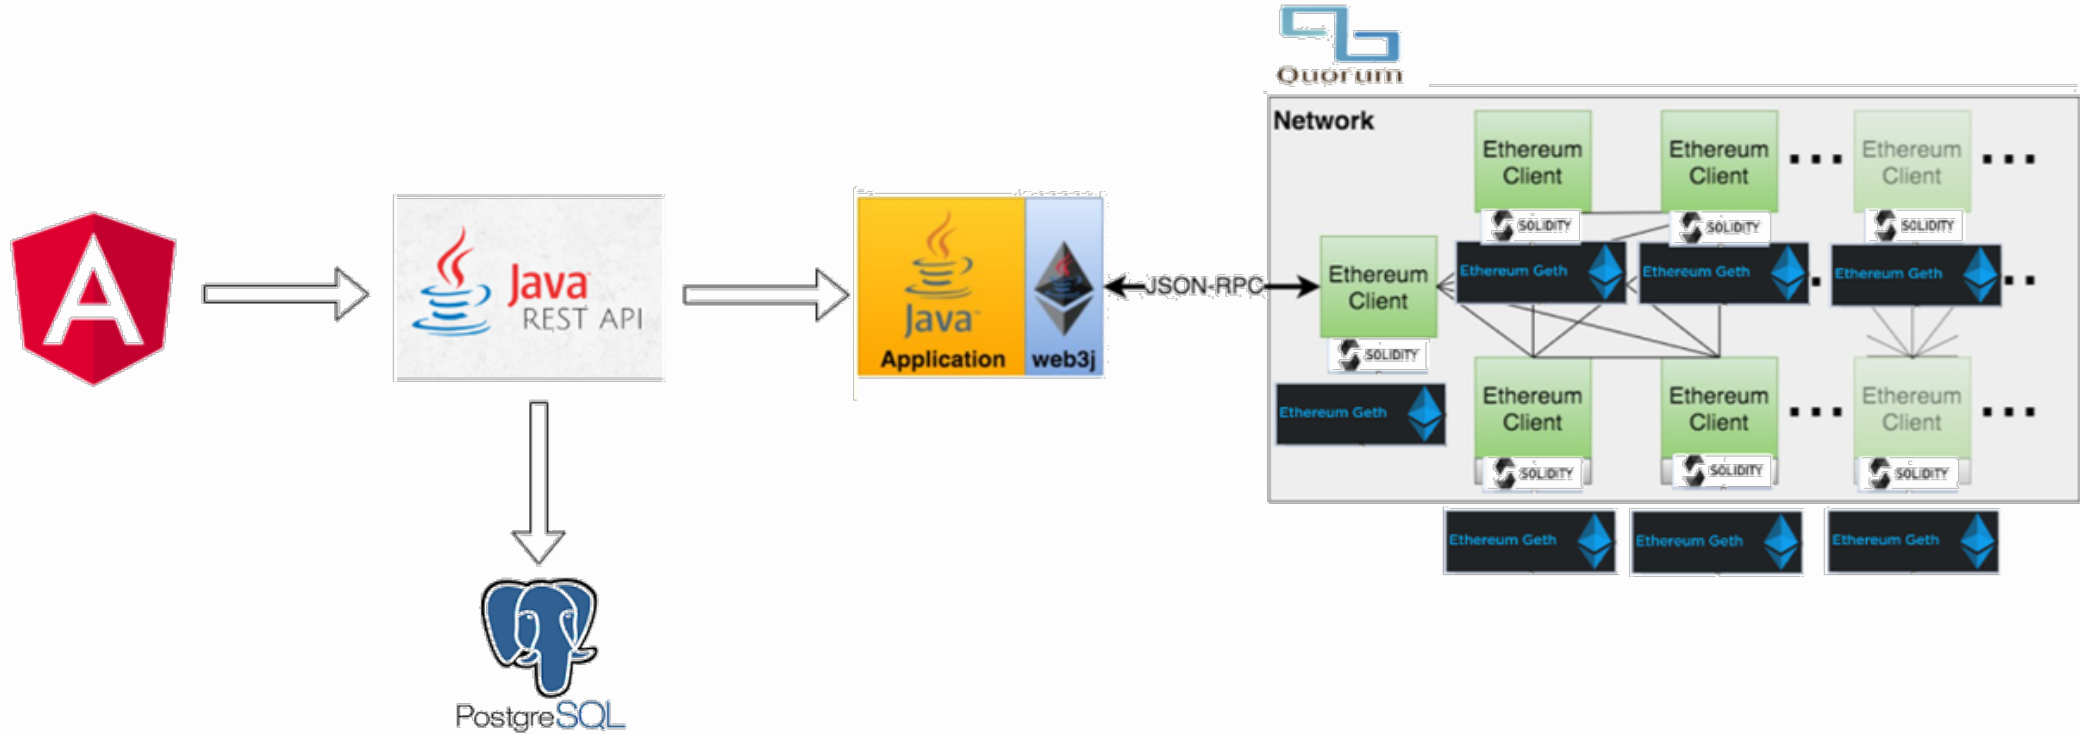 Quorum
Network
Ethereum
Client
Ethereum
Client
Ethereum
Client
SOLIDITY
SOLIDITY
SOLIDITY
Java
REST API
Java
Application
web3j
JSON-RPC
Ethereum
Client
Ethereum Geth
Ethereum Geth
Ethereum Geth
SOLIDITY
Ethereum Geth
Ethereum
Client
Ethereum
Client
Ethereum
Client
SOLIDITY
SOLIDITY
SOLIDITY
Ethereum Geth
Ethereum Geth
Ethereum Geth
PostgreSQL